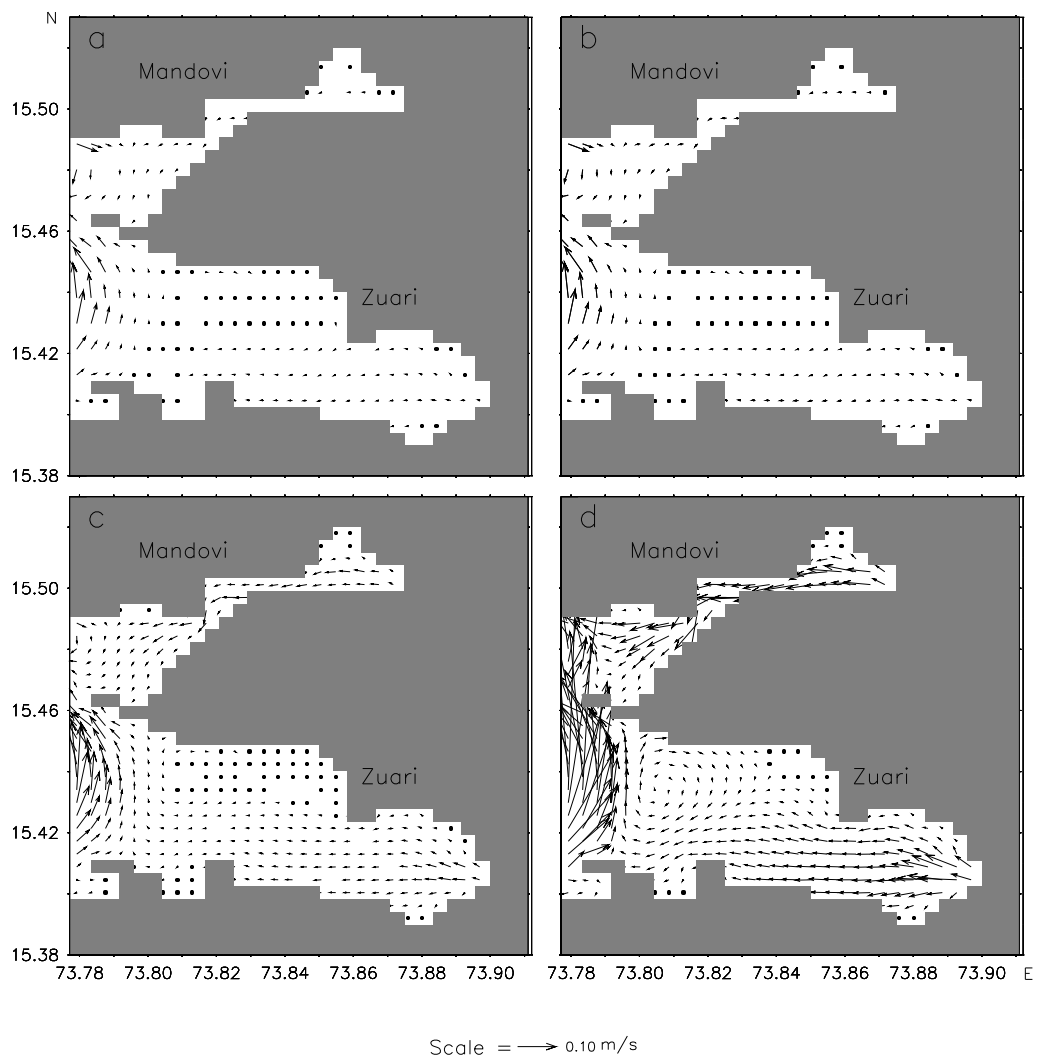 N
a
b
Mandovi
Mandovi
15.50
15.46
Zuari
Zuari
15.42
15.38
c
d
Mandovi
Mandovi
15.50
15.46
Zuari
Zuari
15.42
15.38
73.78 73.80 73.82 73.84 73.86 73.88 73.90 73.78 73.80 73.82 73.84 73.86 73.88 73.90 E
Scale = 0.10 m/s